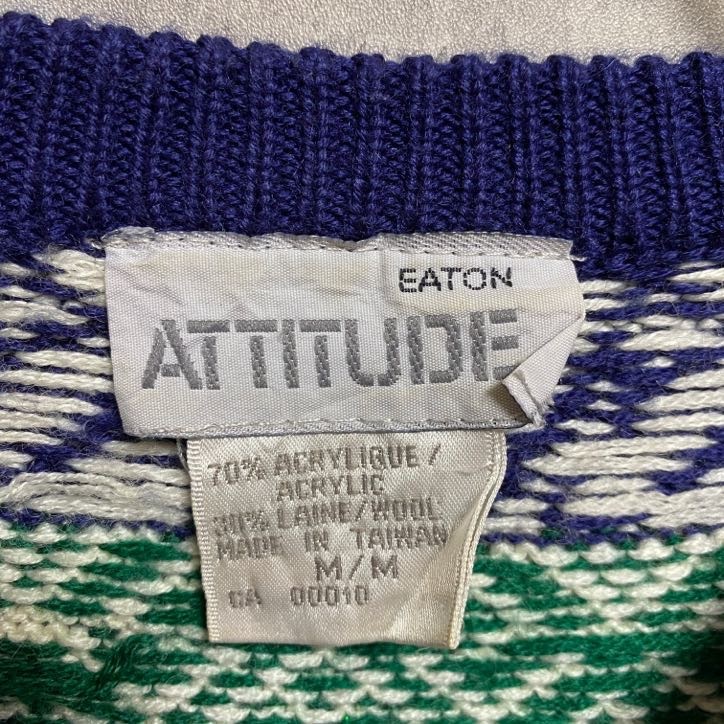 EATON
ATTITUDE
70% ACRYLIQUE /
ACRYLIC
30% LAINE/WOOL
MADE IN TAIWAN
M/M
CA 00010